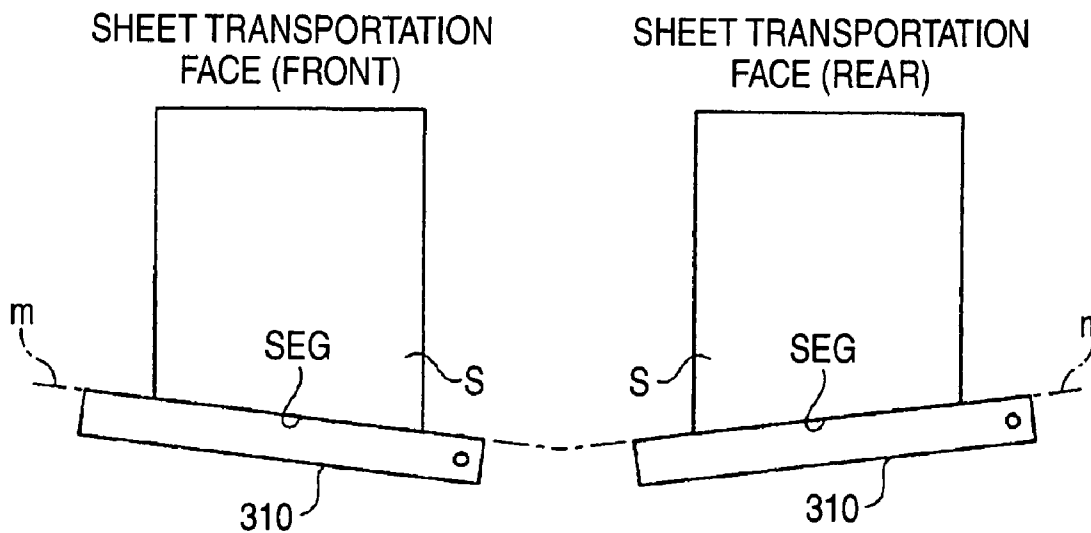 SHEET TRANSPORTATION
FACE (FRONT)
SHEET TRANSPORTATION
FACE (REAR)
m
SEG
S
S
SEG
310
310